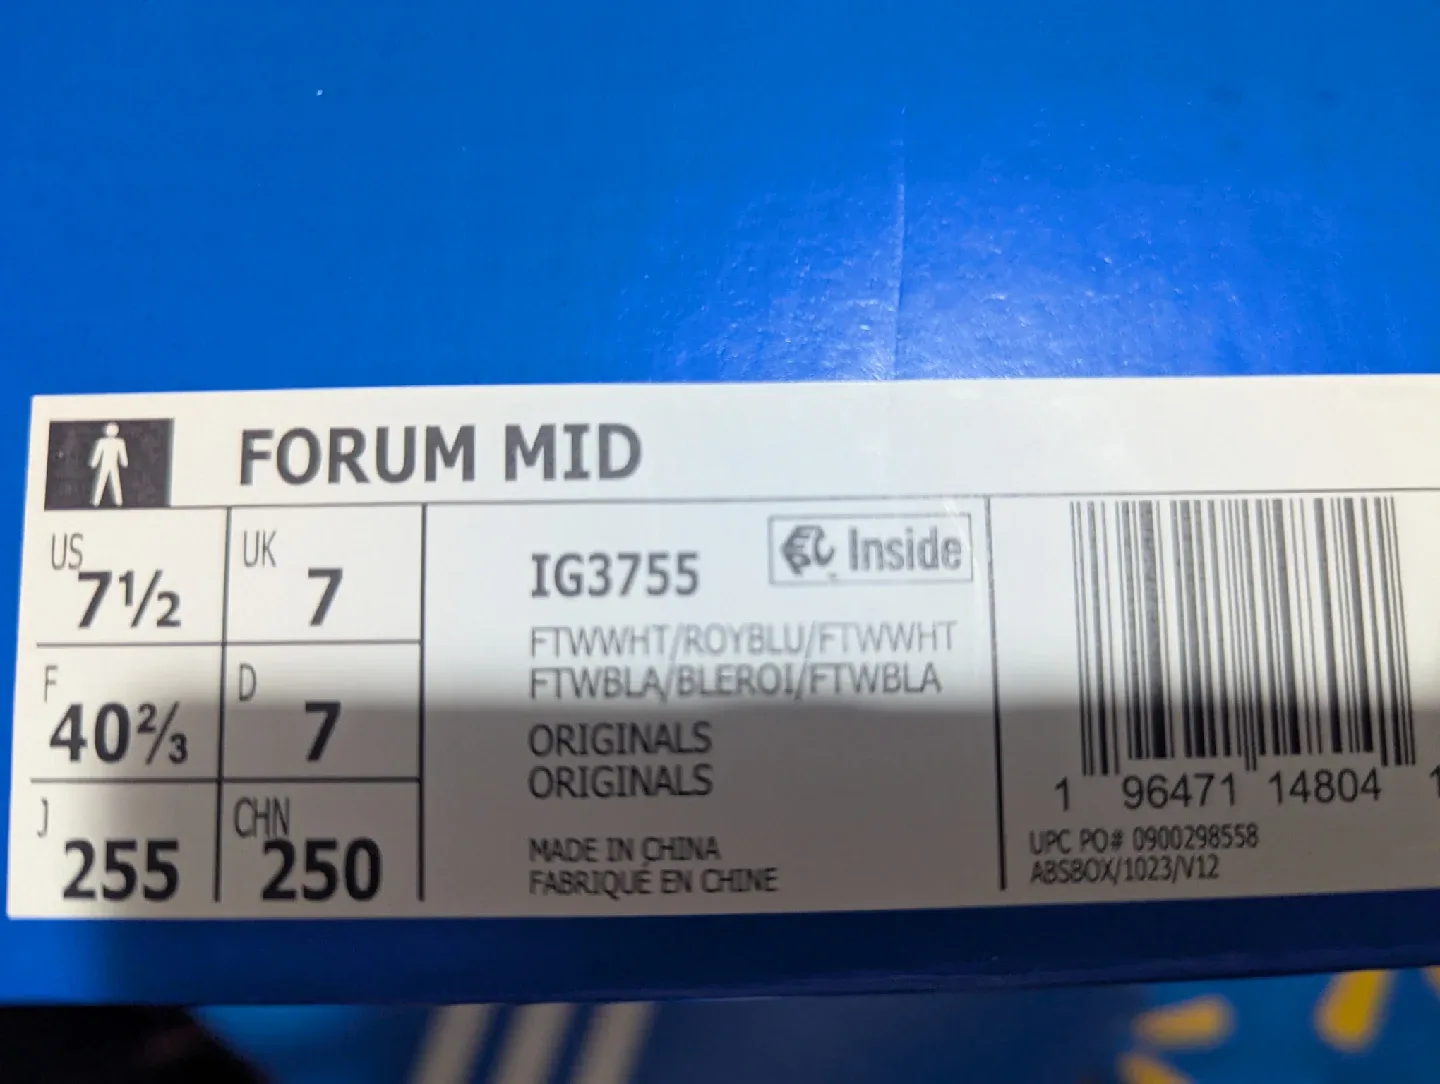 FORUM MID
US 7½
UK 7
F 40⅔
D 7
J 255
CHN 250
IG3755
Inside
FTWWHT/ROYBLU/FTWWHT
FTWBLA/BLEROI/FTWBLA
ORIGINALS
ORIGINALS
MADE IN CHINA
FABRIQUÉ EN CHINE
1 96471 14804 1
UPC PO# 0900298558
ABSBOX/1023/V12